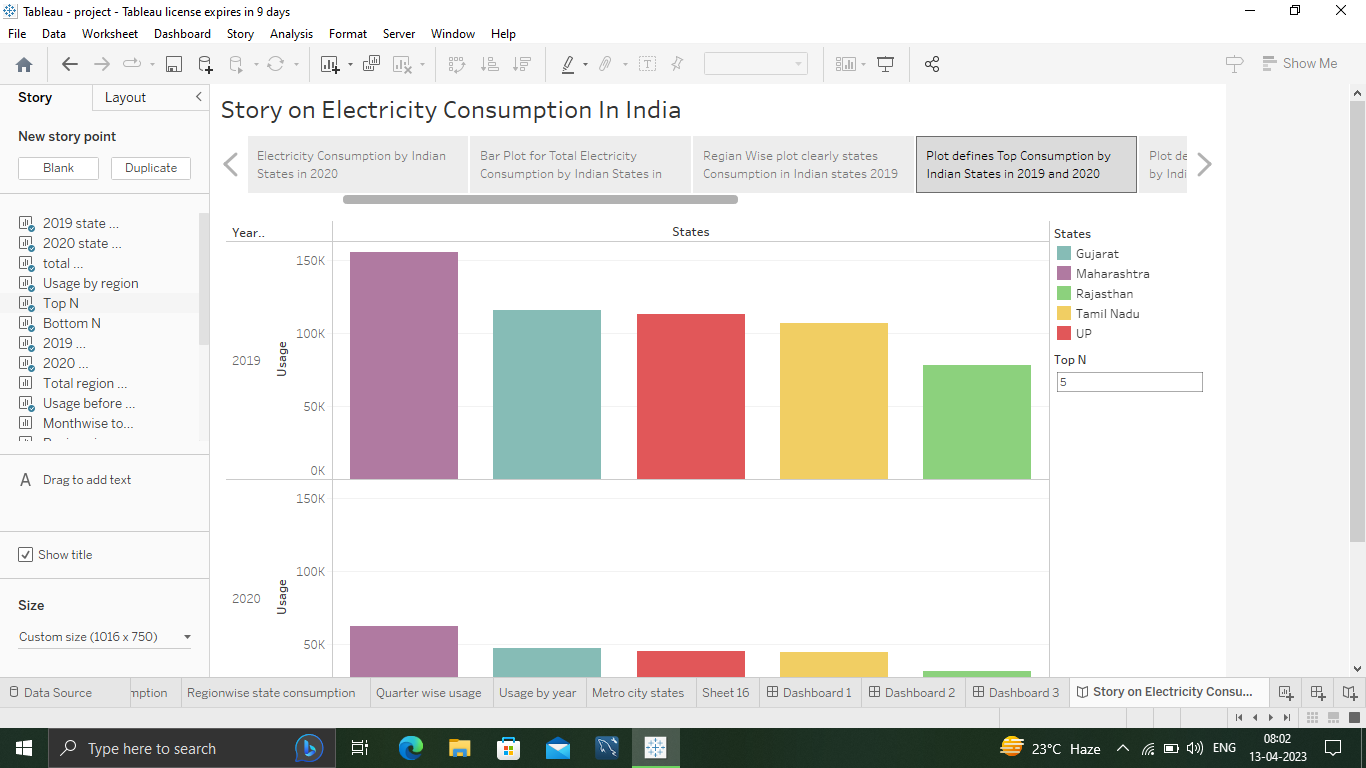 Tableau - project - Tableau license expires in 9 days
File Data Worksheet Dashboard Story Analysis Format Server Window Help
Show Me
Story Layout
New story point
Blank Duplicate
2019 state ...
2020 state ...
total ...
Usage by region
Top N
Bottom N
2019 ...
2020 ...
Total region ...
Usage before ...
Monthwise to...
A Drag to add text
Show title
Size
Custom size (1016 x 750)
Story on Electricity Consumption In India
Electricity Consumption by Indian
States in 2020
Bar Plot for Total Electricity
Consumption by Indian States in
Regian Wise plot clearly states
Consumption in Indian states 2019
Plot defines Top Consumption by
Indian States in 2019 and 2020
Plot de
by Indi
Year.. States
2019
Usage
150K
100K
50K
0K
2020
Usage
150K
100K
50K
States
Gujarat
Maharashtra
Rajasthan
Tamil Nadu
UP
Top N
5
Data Source mption Regionwise state consumption Quarter wise usage Usage by year Metro city states Sheet 16 Dashboard 1 Dashboard 2 Dashboard 3 Story on Electricity Consu...
Type here to search
23°C Haze ENG
08:02
13-04-2023